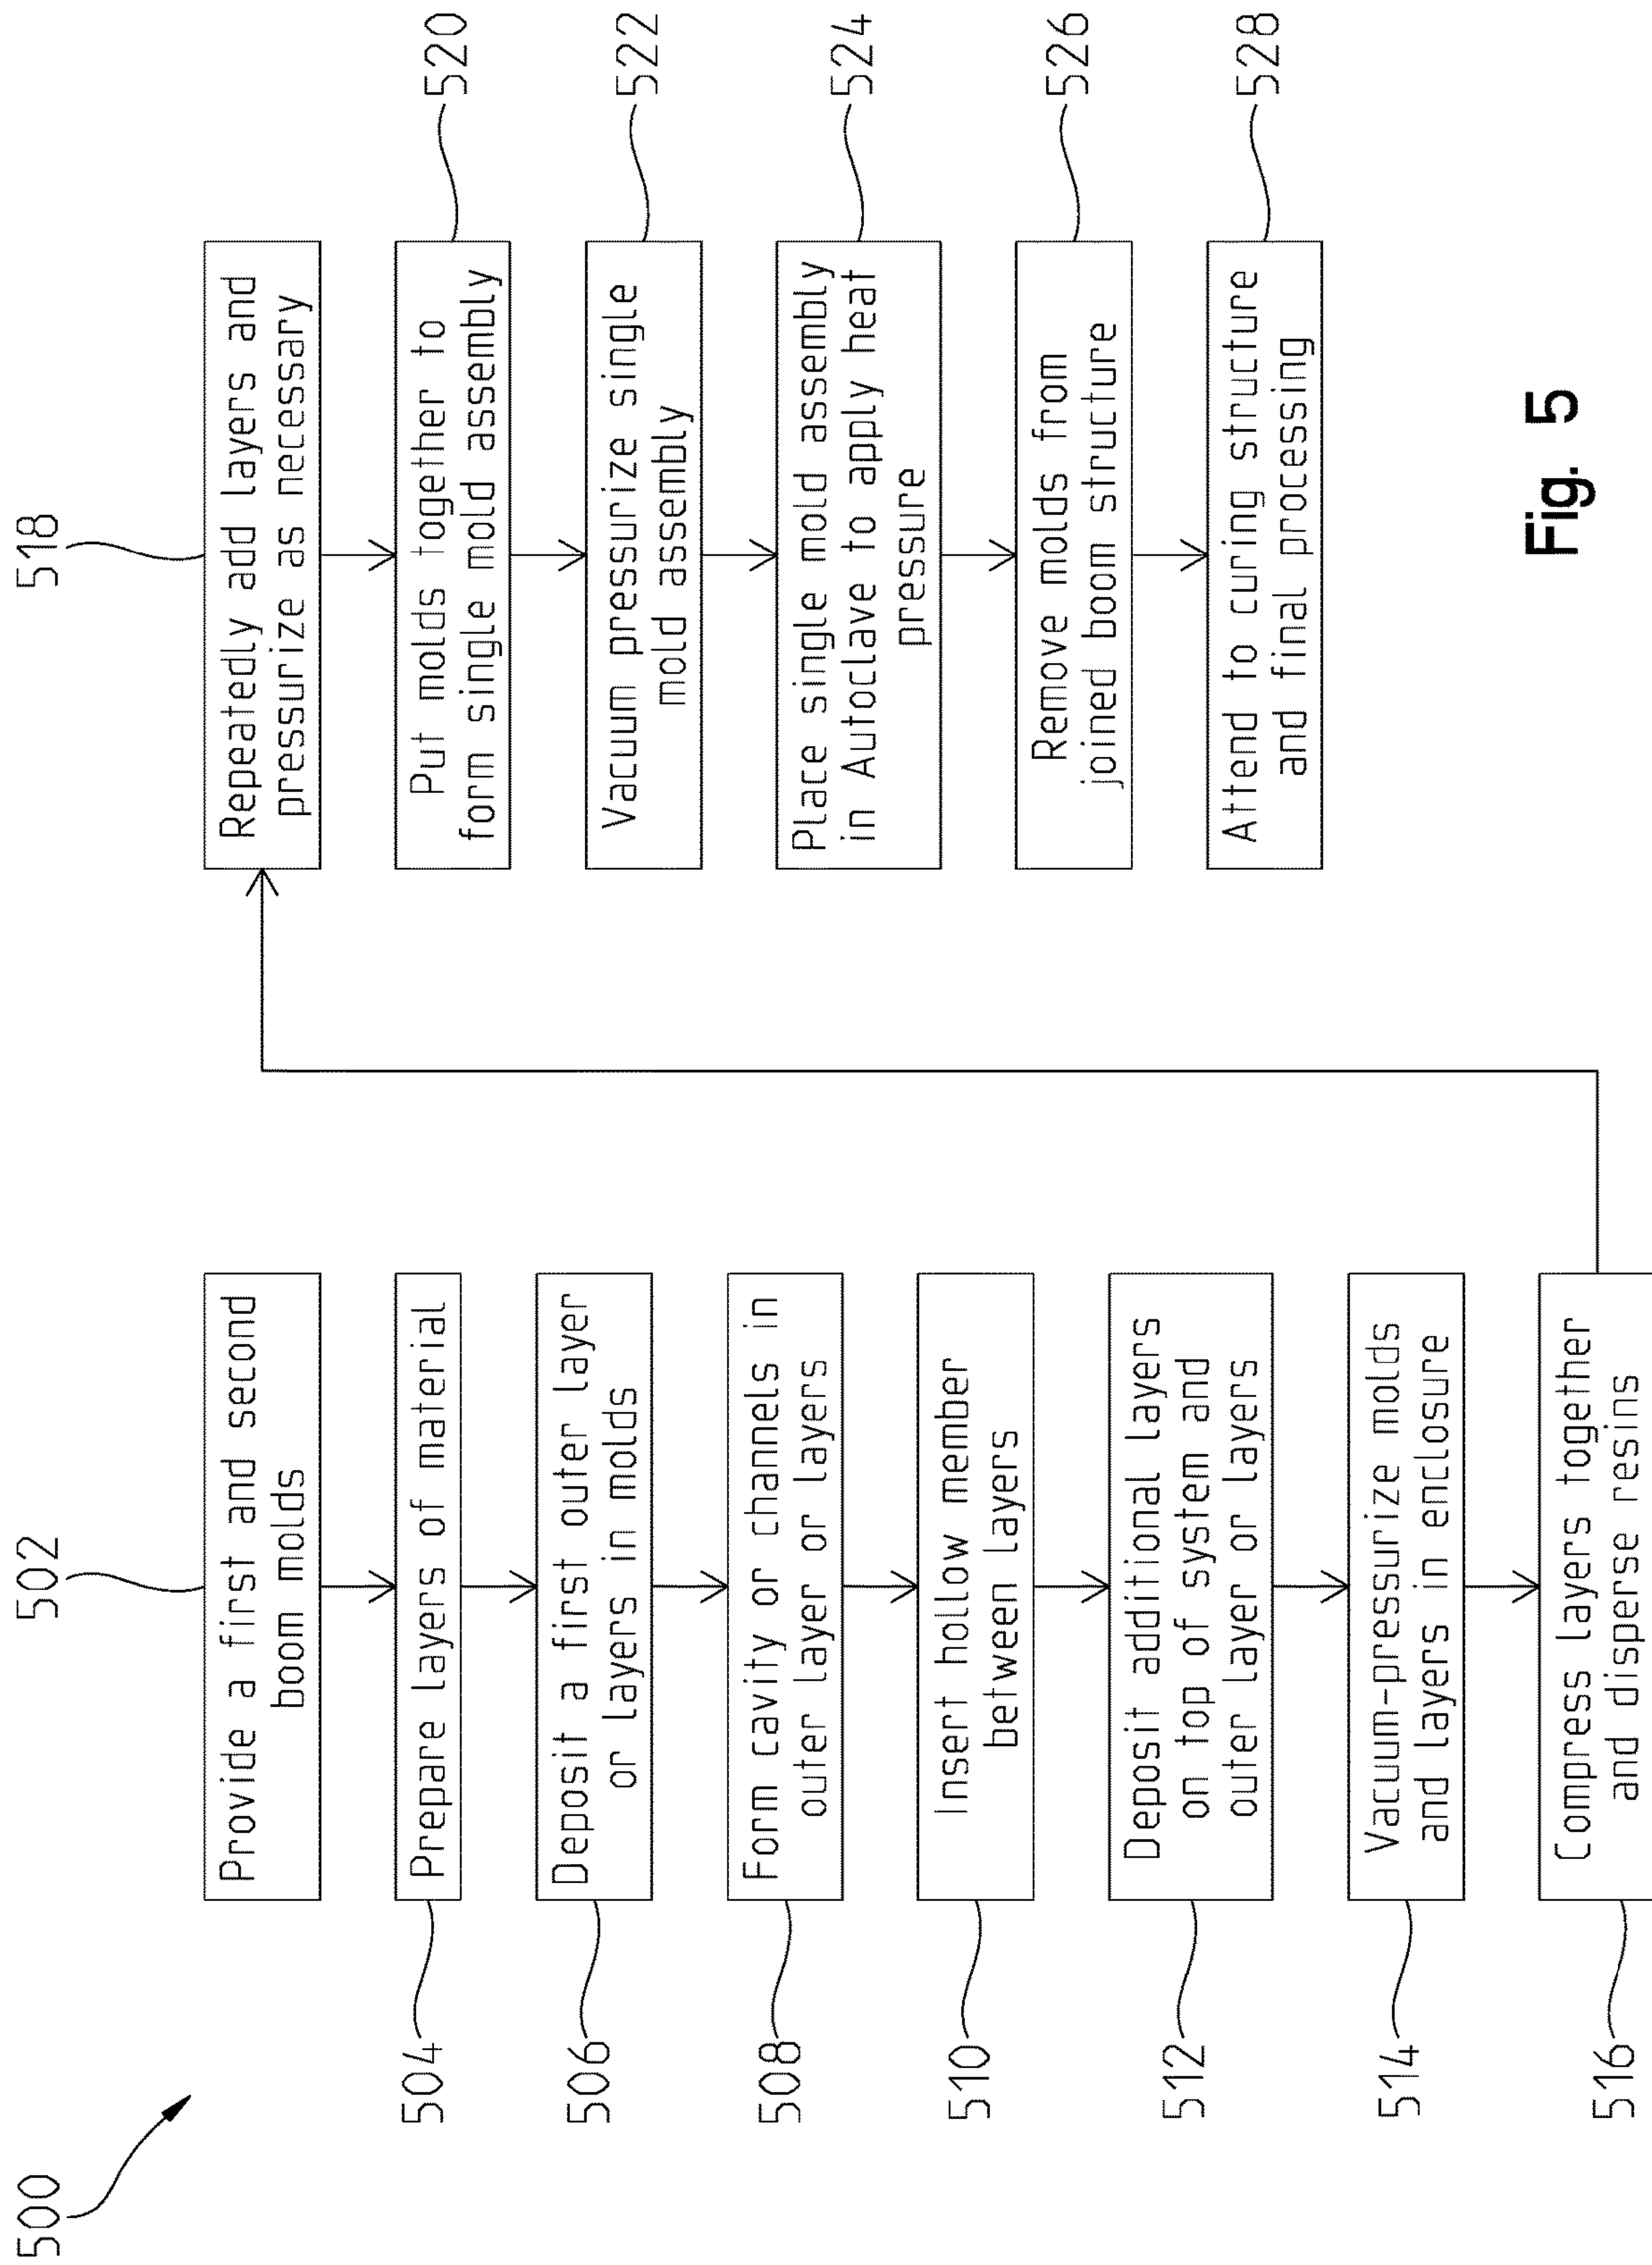 500
502
Provide a first and second
boom molds
504
Prepare layers of material
506
Deposit a first outer layer
or layers in molds
508
Form cavity or channels in
outer layer or layers
510
Insert hollow member
between layers
512
Deposit additional layers
on top of system and
outer layer or layers
514
Vacuum-pressurize molds
and layers in enclosure
516
Compress layers together
and disperse resins
518
Repeatedly add layers and
pressurize as necessary
520
Put molds together to
form single mold assembly
522
Vacuum pressurize single
mold assembly
524
Place single mold assembly
in Autoclave to apply heat
pressure
526
Remove molds from
joined boom structure
528
Attend to curing structure
and final processing
Fig. 5